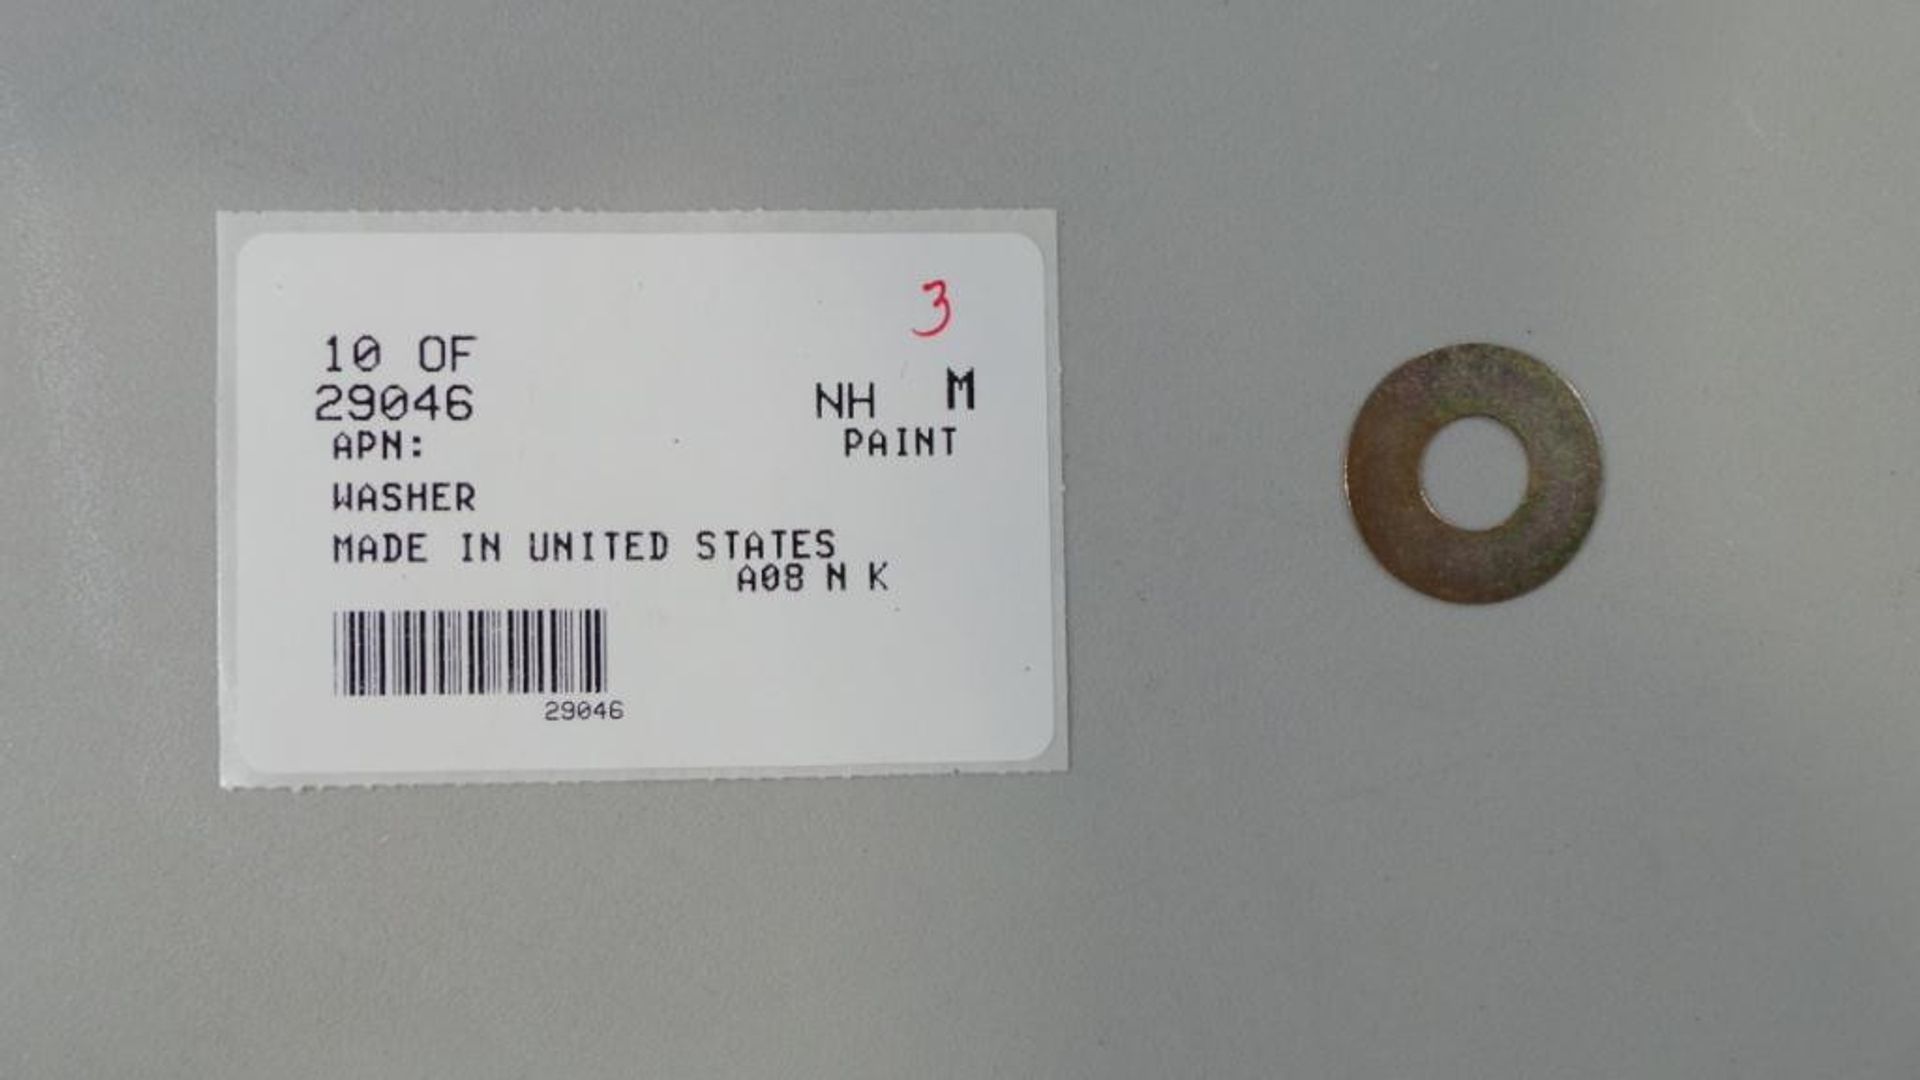 3
10 OF
29046
NH M
APN:
PAINT
WASHER
MADE IN UNITED STATES
A08 N K
29046